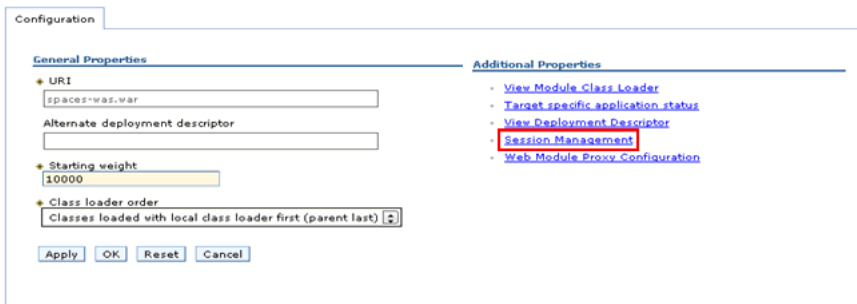 Configuration
General Properties
URI
spaces-was.war
Alternate deployment descriptor
Starting weight
10000
Class loader order
Classes loaded with local class loader first (parent last)
Apply OK Reset Cancel
Additional Properties
View Module Class Loader
Target specific application status
View Deployment Descriptor
Session Management
Web Module Proxy Configuration